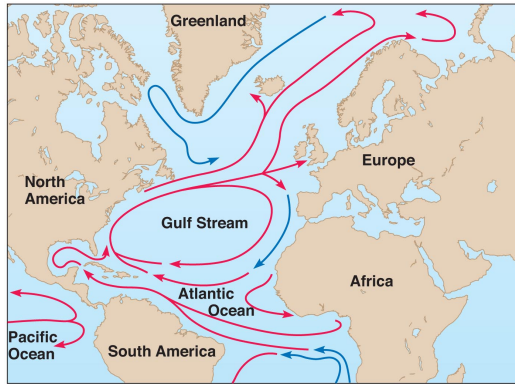 Greenland
Europe
North
America
Gulf Stream
Africa
Atlantic
Ocean
Pacific
Ocean
South America